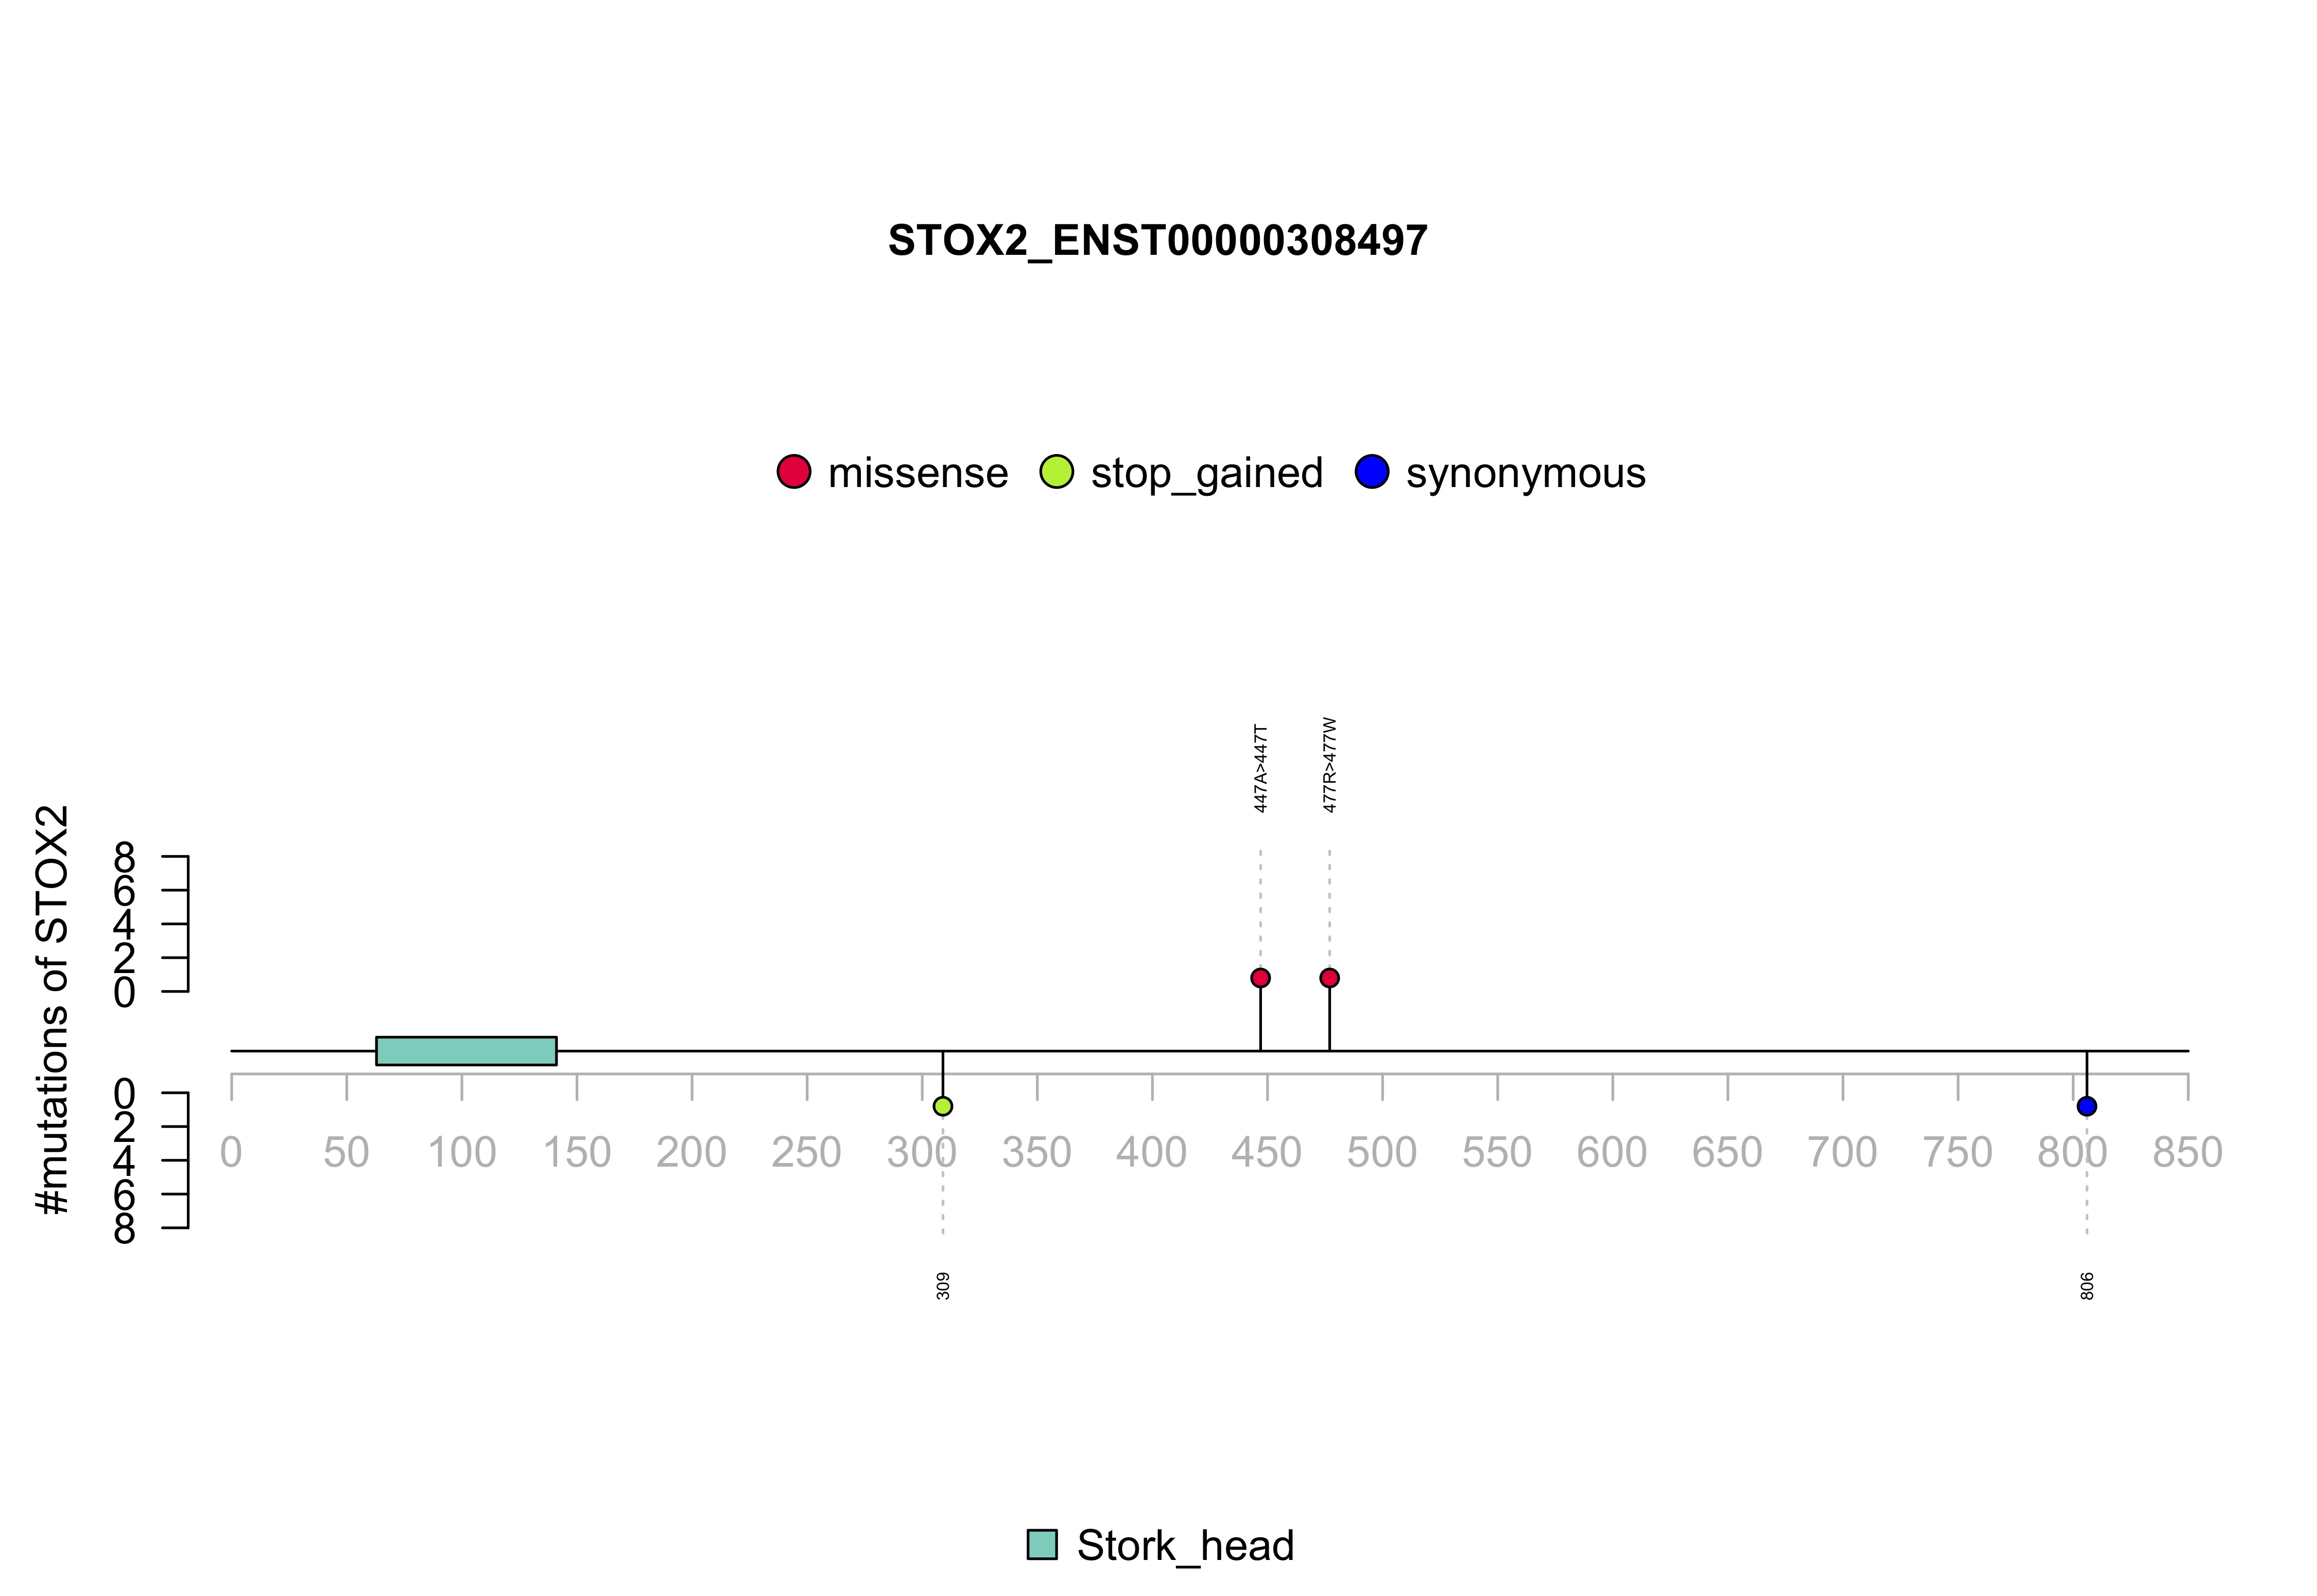 STOX2_ENST00000308497
missense stop_gained synonymous
447A>447T 477R>477W
#mutations of STOX2
8
6
4
2
0
0
2
4
6
8
0 50 100 150 200 250 300 350 400 450 500 550 600 650 700 750 800 850
309 806
Stork_head